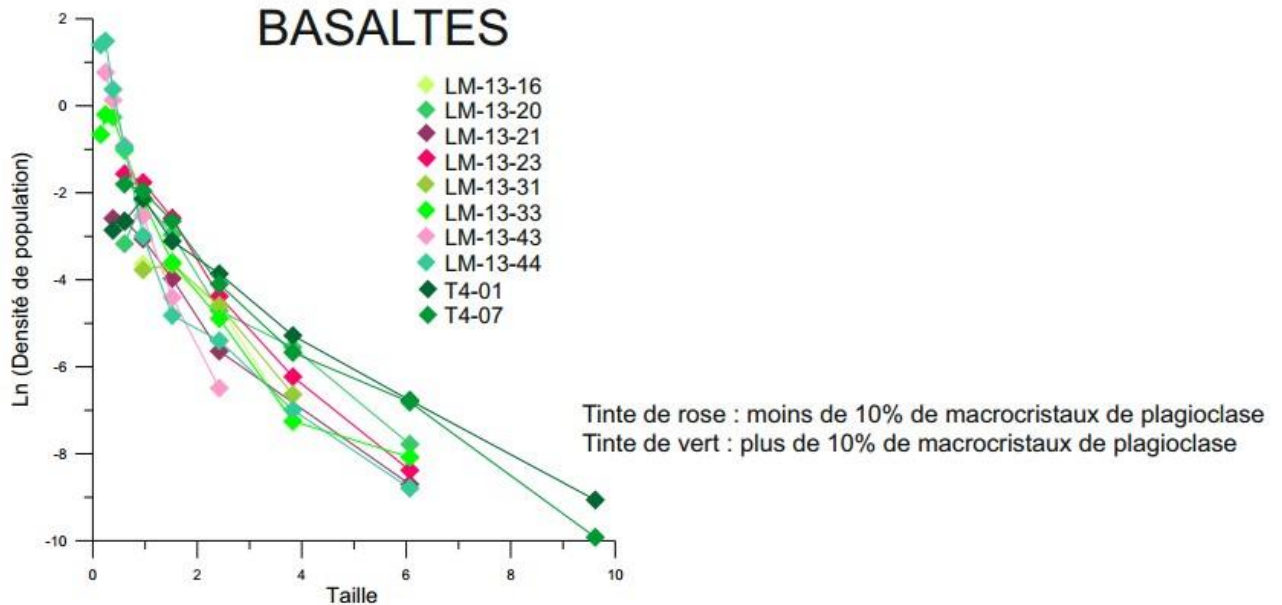 BASALTES
LM-13-16
LM-13-20
LM-13-21
LM-13-23
LM-13-31
LM-13-33
LM-13-43
LM-13-44
T4-01
T4-07
2
0
-2
-4
-6
-8
-10
Ln (Densité de population)
0 2 4 6 8 10
Taille
Tinte de rose : moins de 10% de macrocristaux de plagioclase
Tinte de vert : plus de 10% de macrocristaux de plagioclase